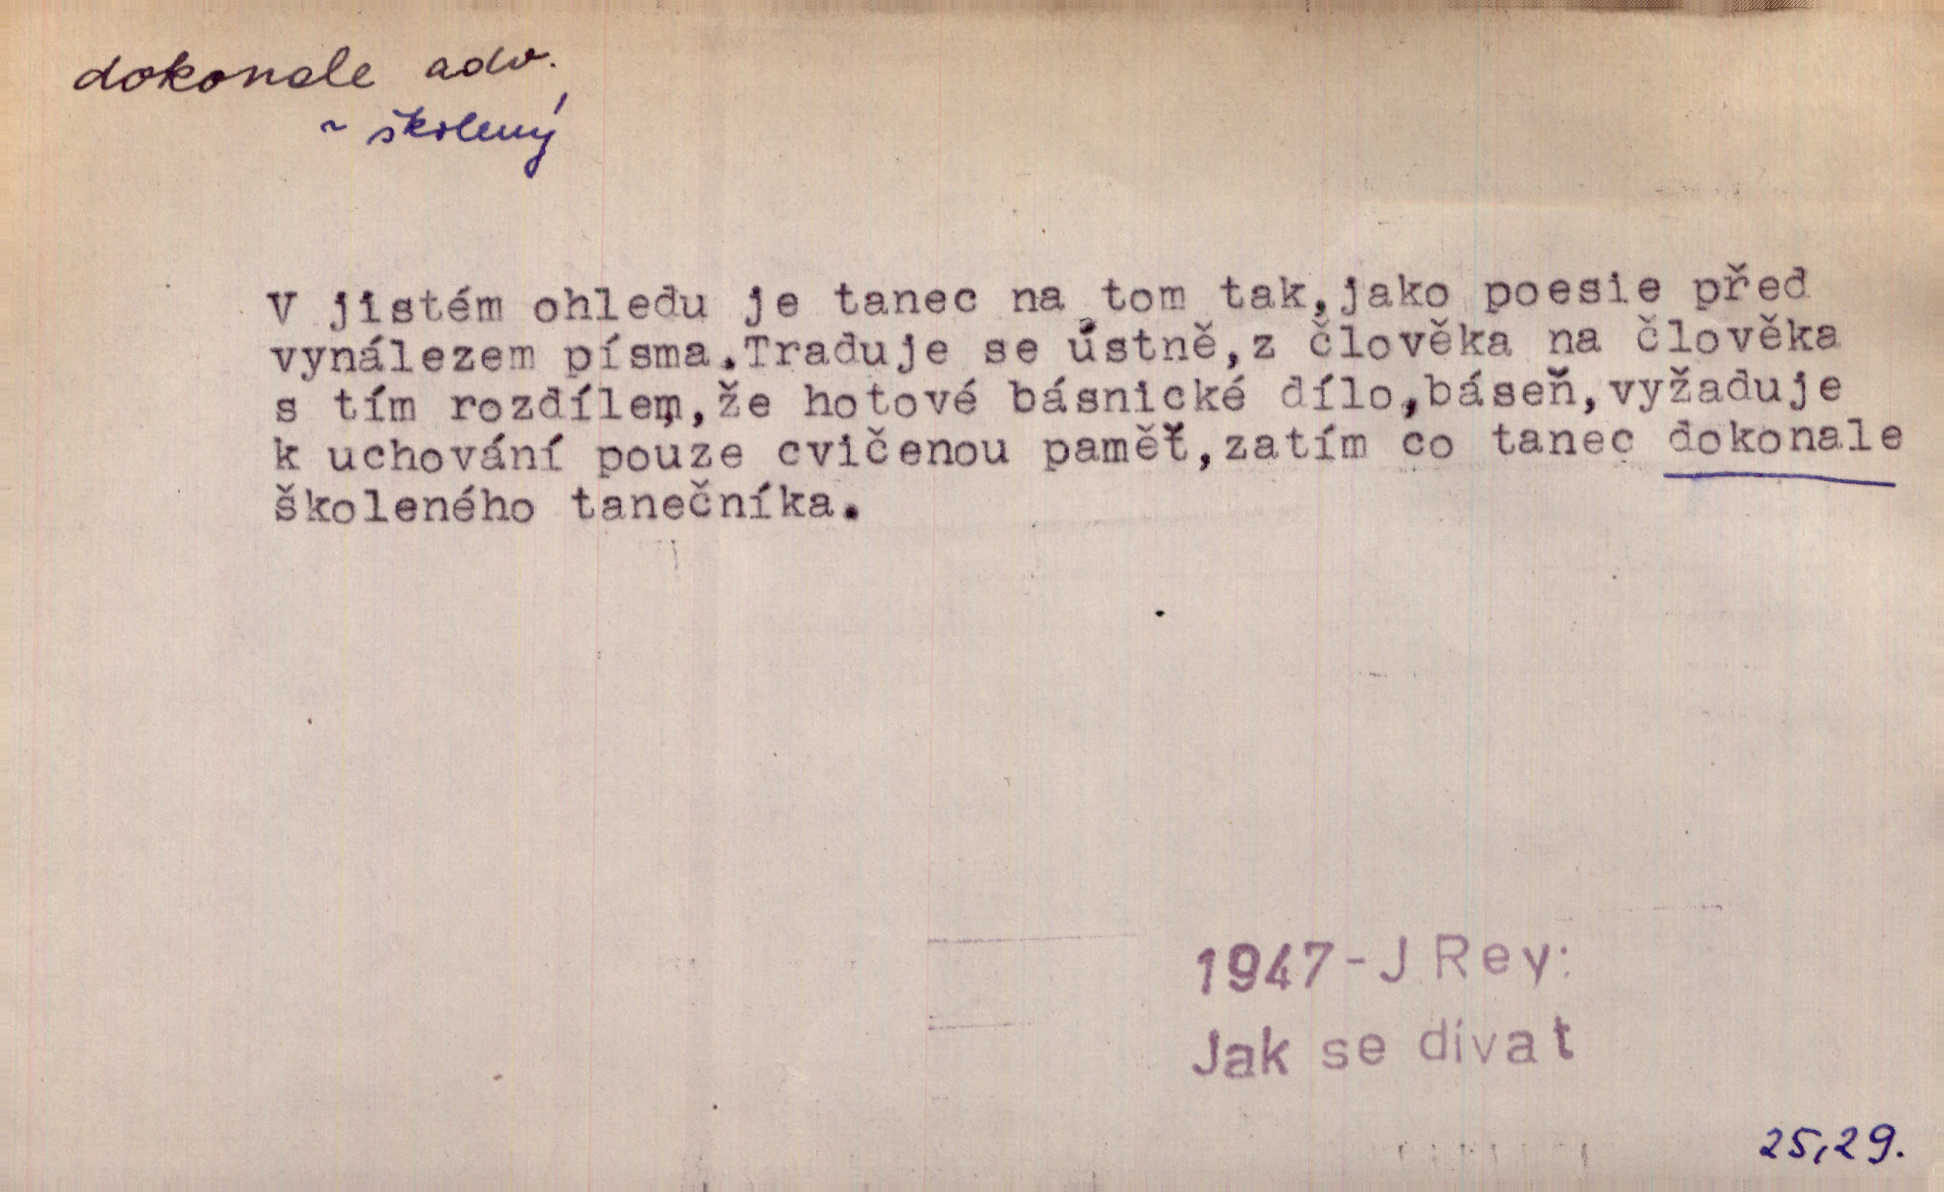 dokonale adv.
~ školený
V jistém ohledu je tanec na tom tak,jako poesie před
vynálezem písma.Traduje se ústně,z člověka na člověka
s tím rozdílem,že hotové básnické dílo,báseň,vyžaduje
k uchování pouze cvičenou paměť,zatím co tanec dokonale
školeného tanečníka.
1947-J Rey:
Jak se dívat
25,29.